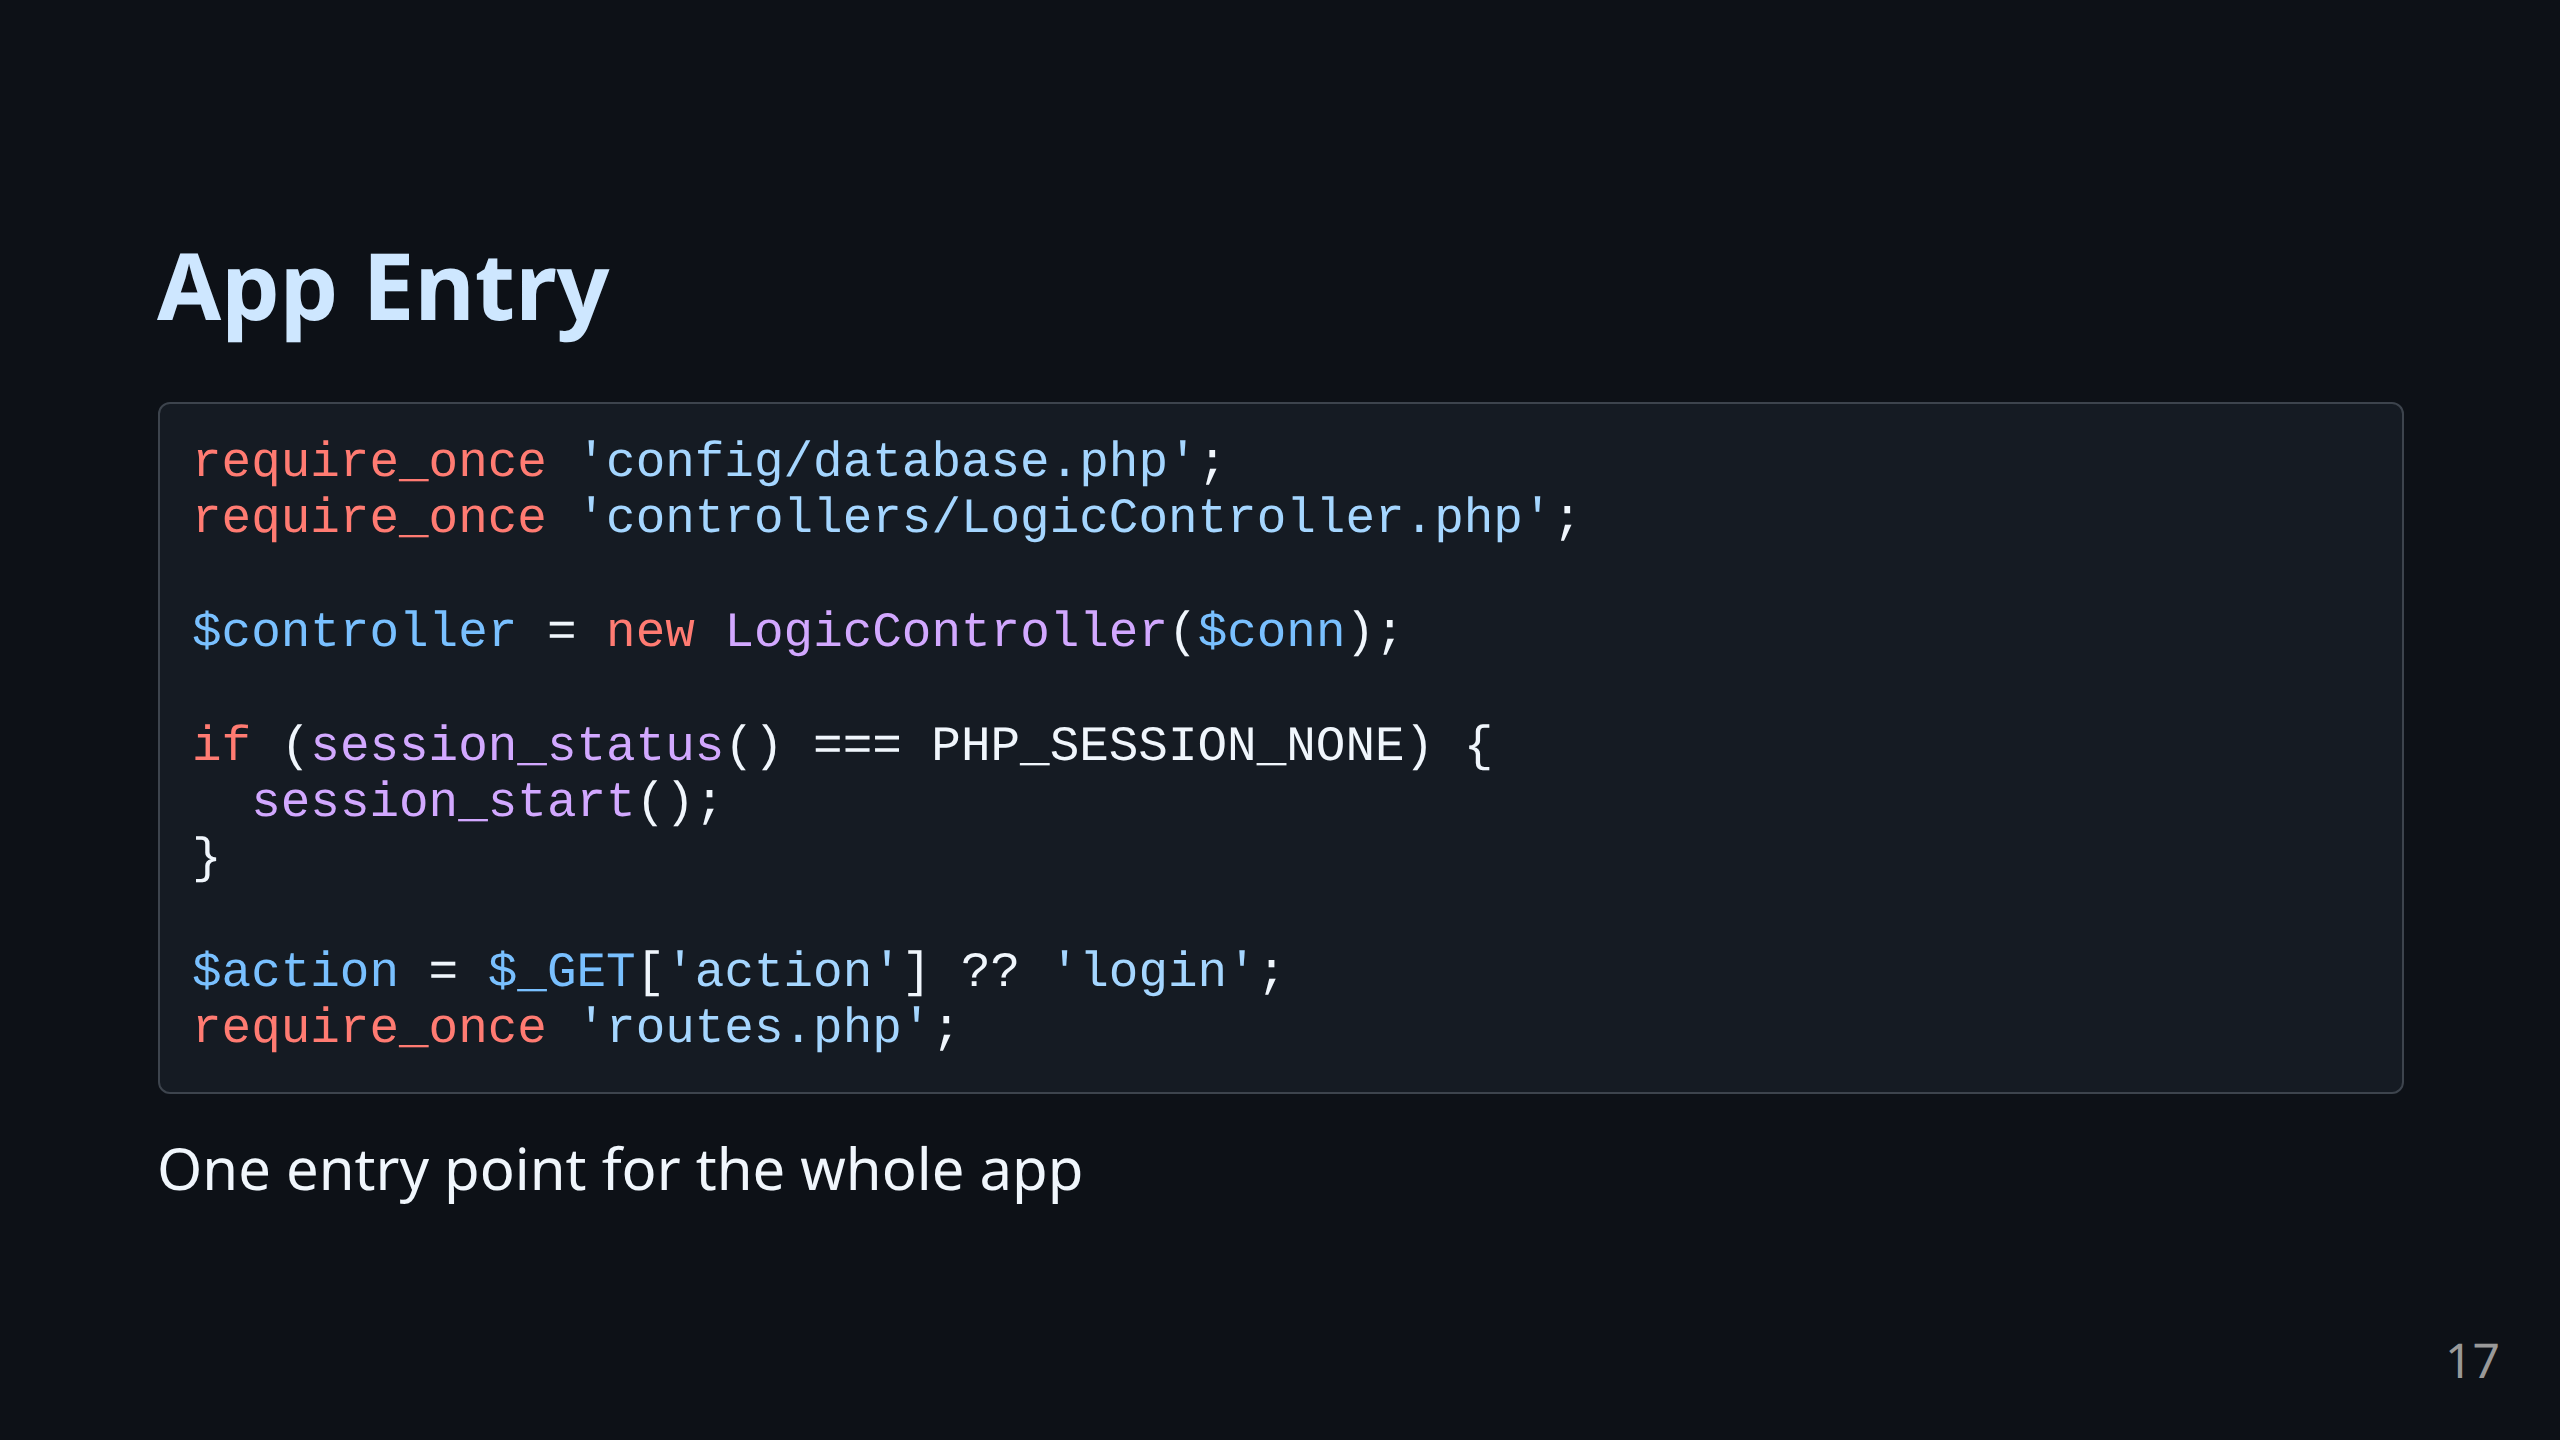 App Entry
require_once 'config/database.php';
require_once 'controllers/LogicController.php';
$controller = new LogicController($conn);
if (session_status() === PHP_SESSION_NONE) {
  session_start();
}
$action = $_GET['action'] ?? 'login';
require_once 'routes.php';
One entry point for the whole app
17